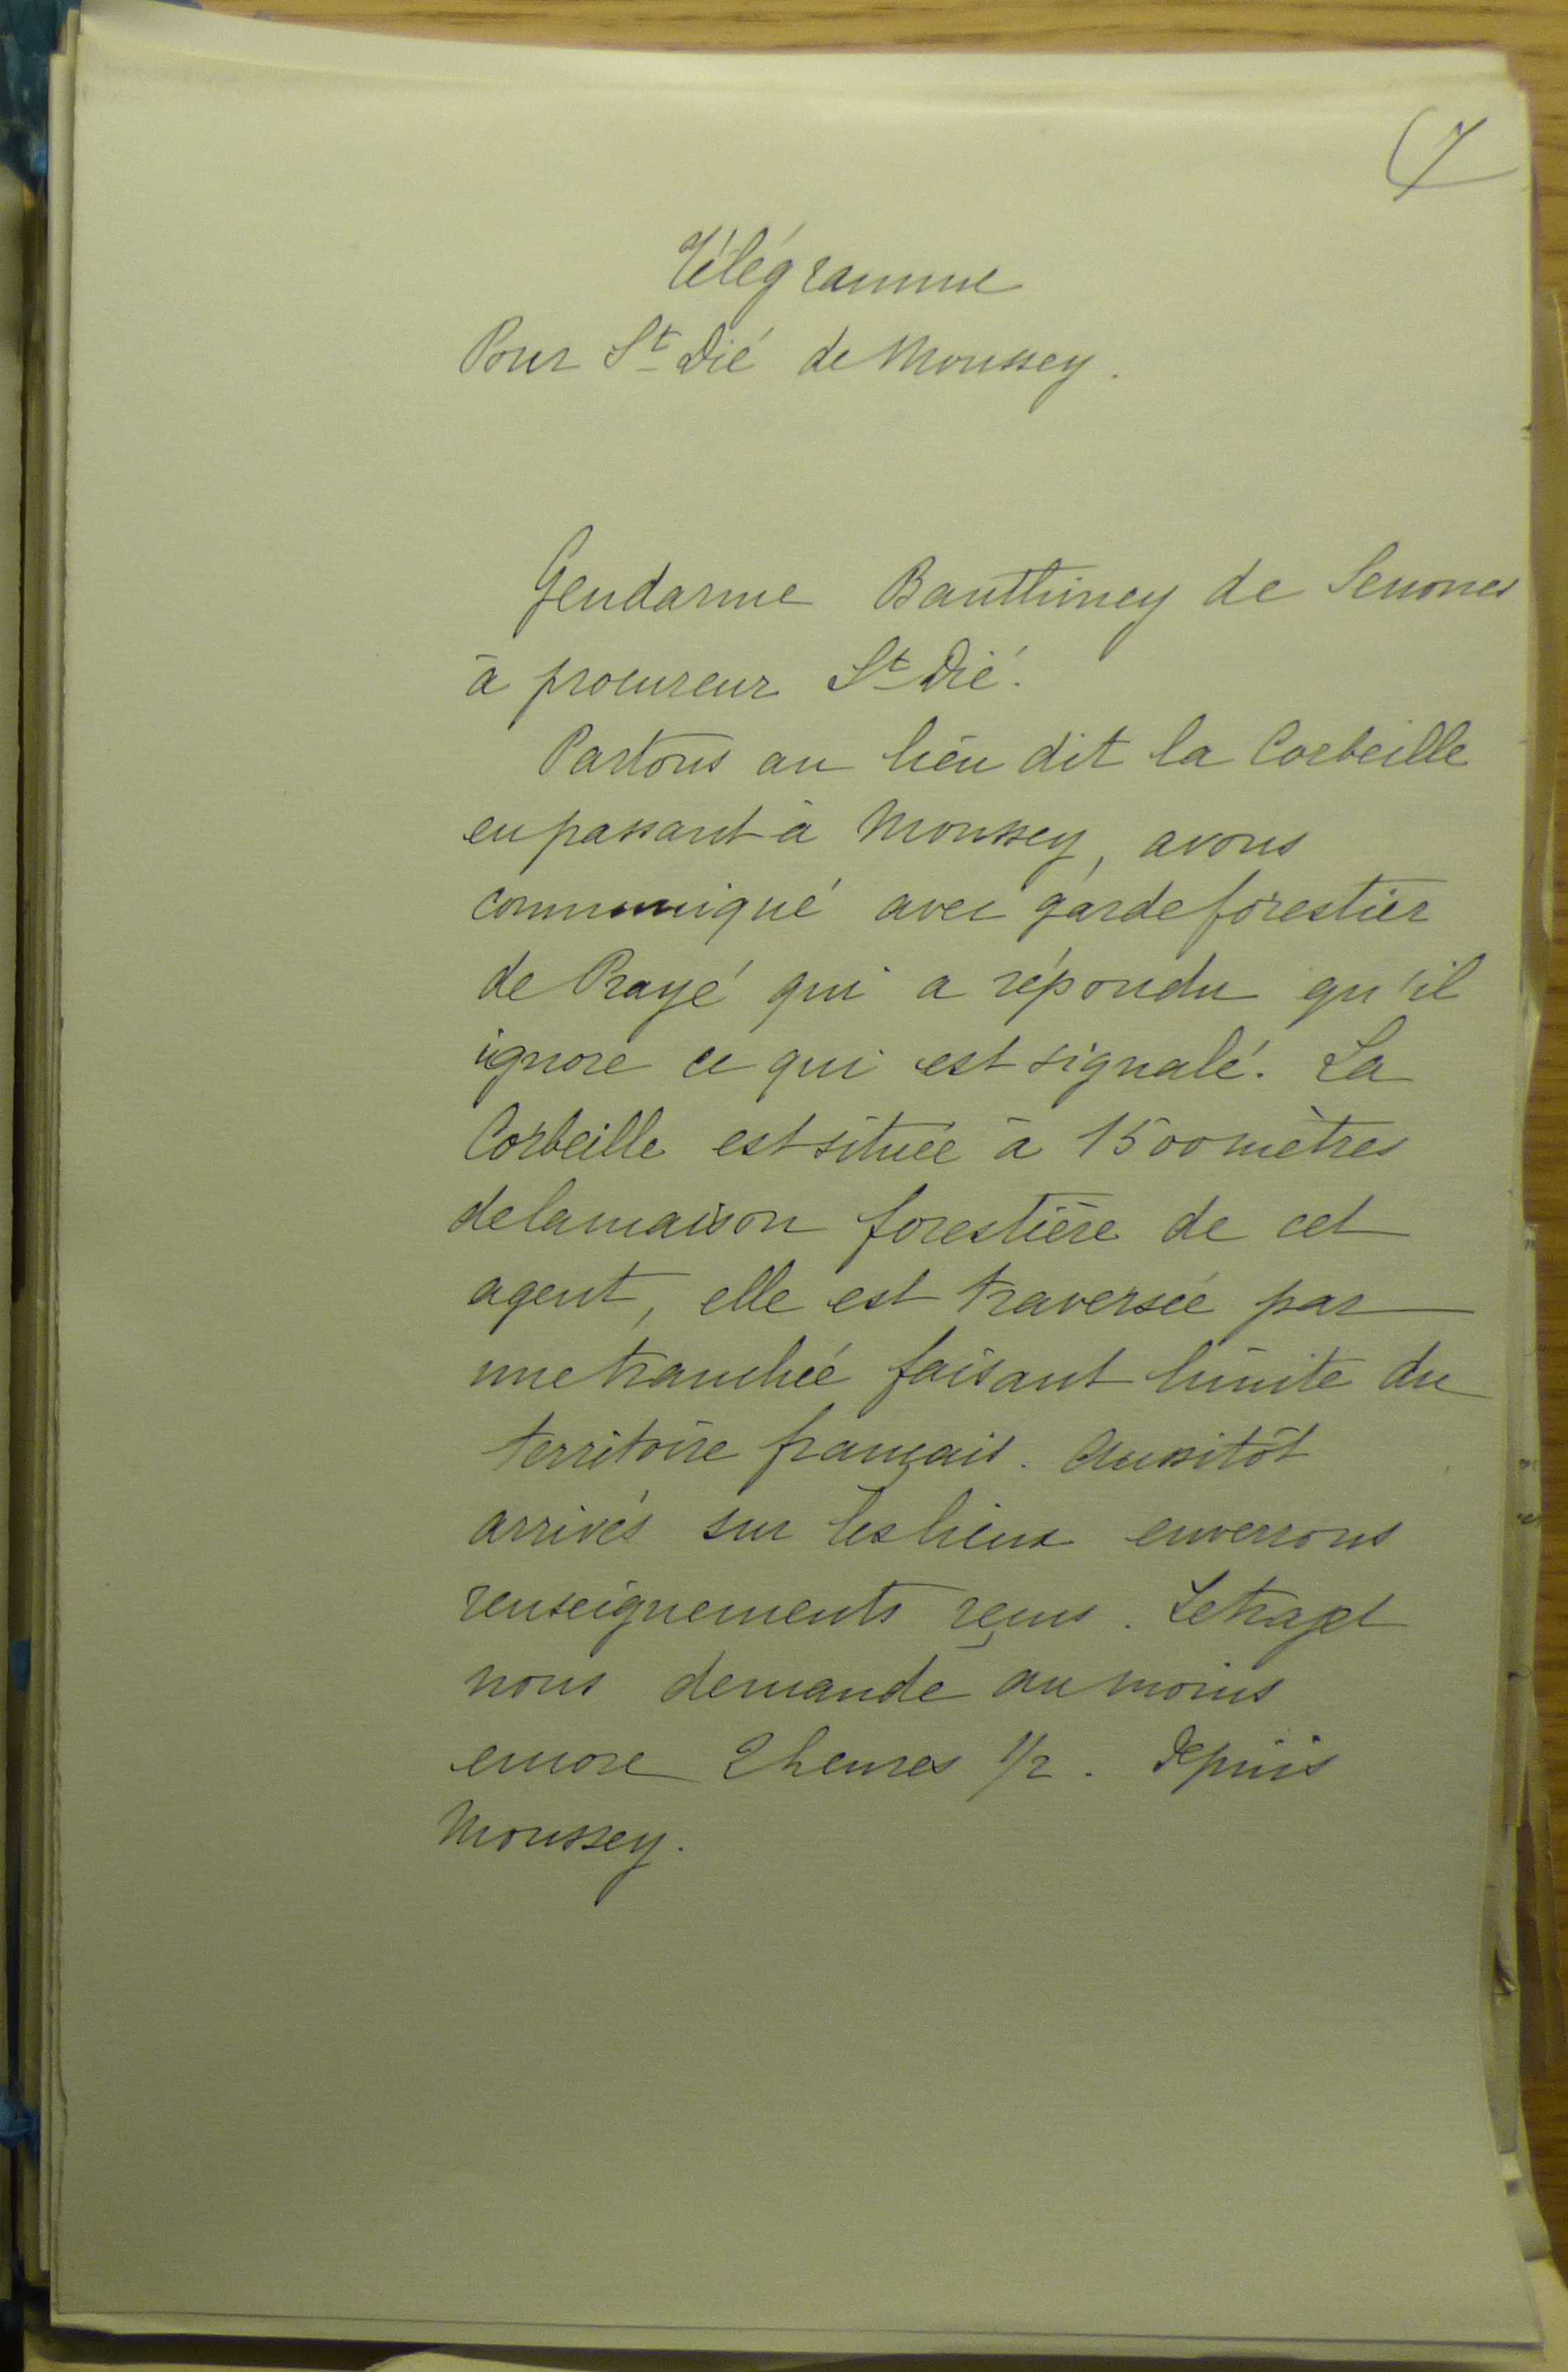 7
Télégramme
Pour St Dié de Moussey.
Gendarme Bauthiney de Senones
à procureur St Dié.
Partons au lieu dit la Corbeille
en passant à Moussey, avons
communiqué avec garde forestier
de Prayé qui a répondu qu'il
ignore ce qui est signalé. La
Corbeille est située à 1500 mètres
de la maison forestière de cet
agent, elle est traversée par
une tranchée faisant limite du
territoire français. Aussitôt
arrivés sur les lieux enverrons
renseignements reçus. Le trajet
nous demande au moins
encore 2 heures 1/2. Depuis
Moussey.